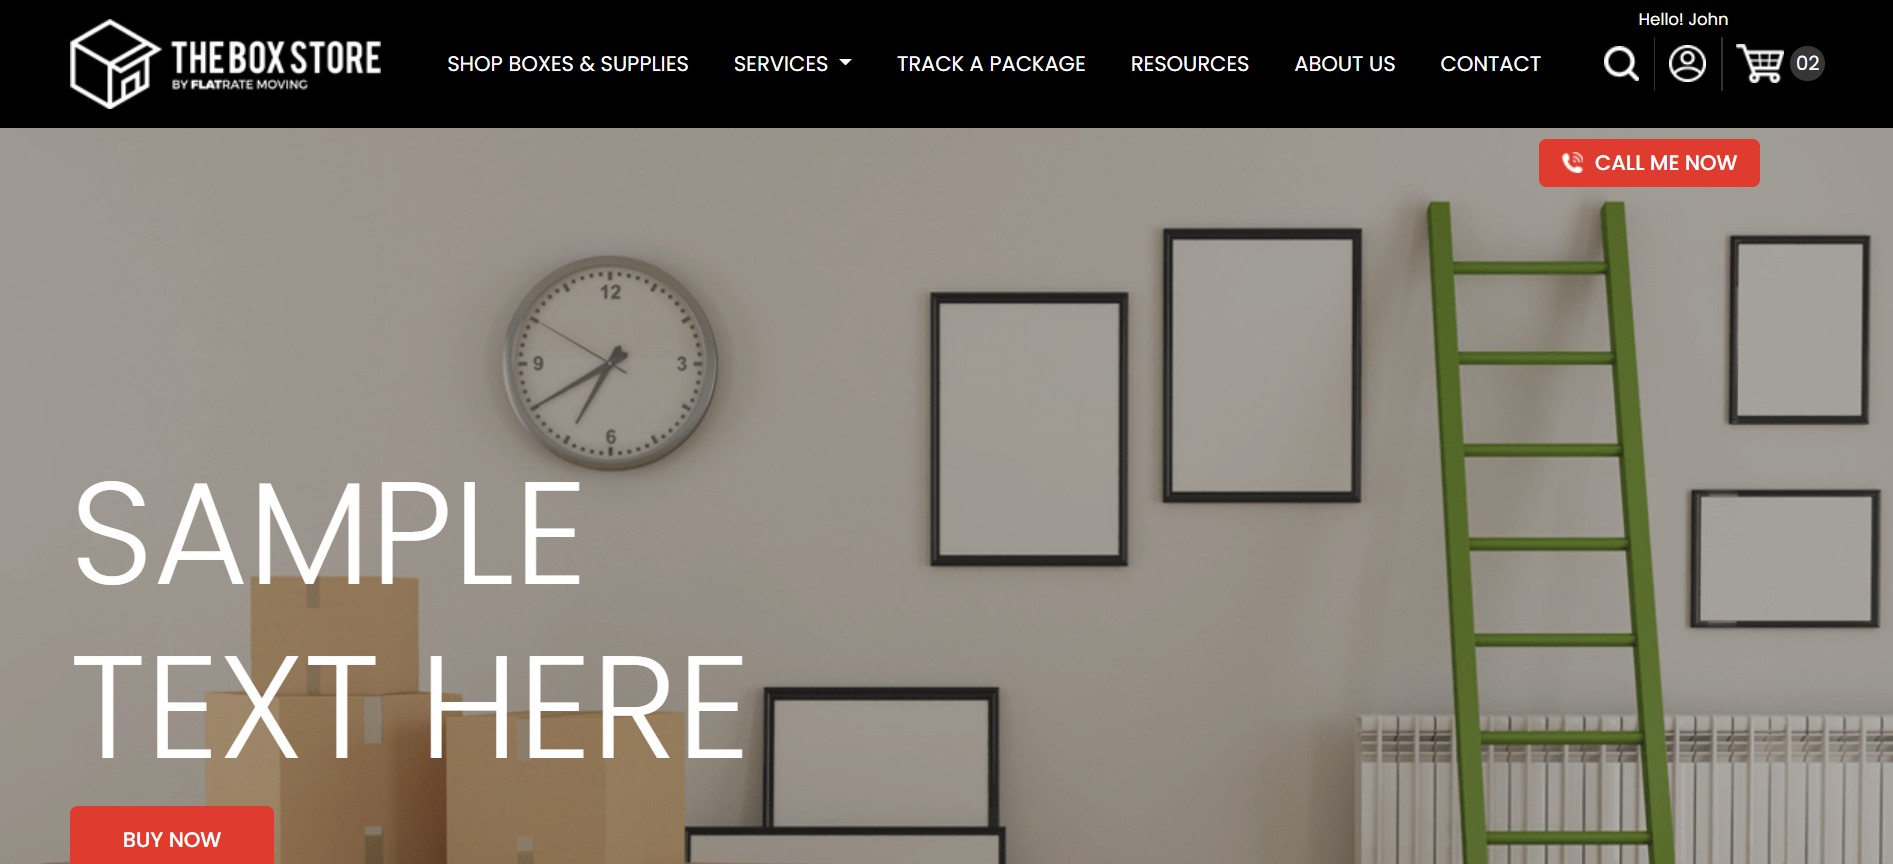 Hello! John
THE BOX STORE
BY FLATRATE MOVING
SHOP BOXES & SUPPLIES
SERVICES
TRACK A PACKAGE
RESOURCES
ABOUT US
CONTACT
02
CALL ME NOW
12
9
3
6
SAMPLE
TEXT HERE
BUY NOW